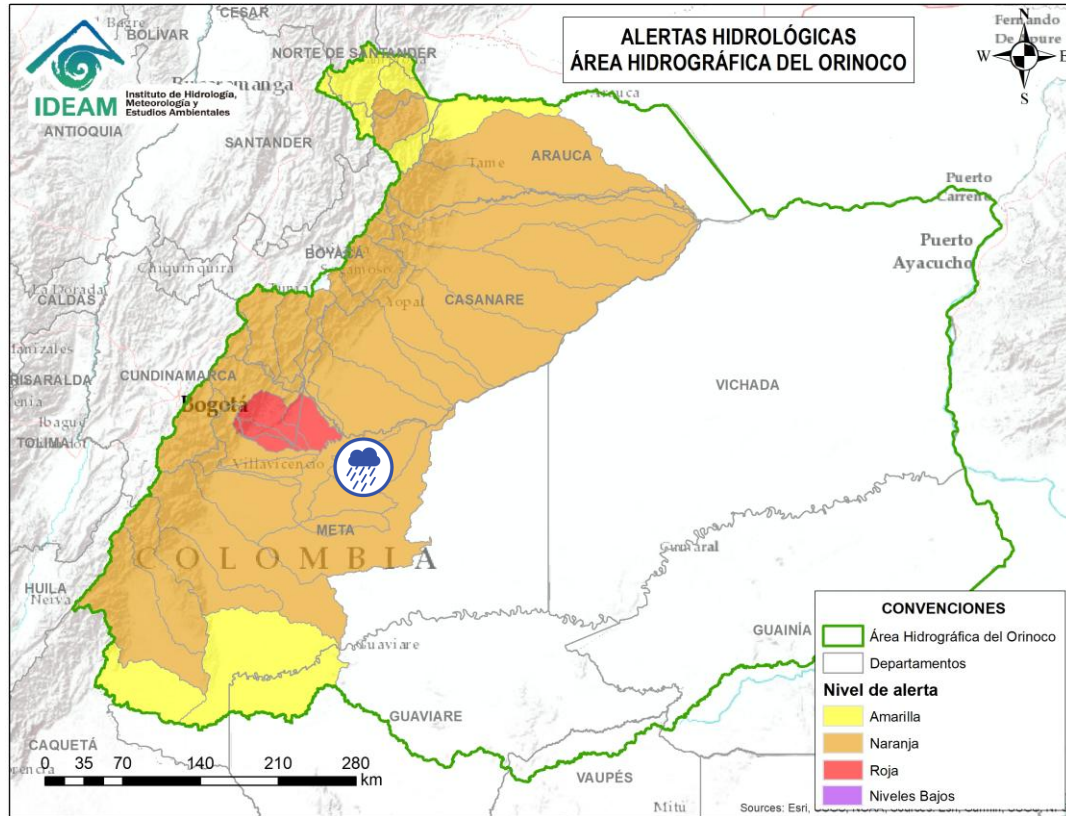 ALERTAS HIDROLÓGICAS
ÁREA HIDROGRÁFICA DEL ORINOCO
IDEAM
Instituto de Hidrología,
Meteorología y
Estudios Ambientales
N
W
E
S
CESAR
BOLÍVAR
NORTE DE SANTANDER
ANTIOQUIA
SANTANDER
Arauca
ARAUCA
Tame
Puerto
Carreño
Puerto
Ayacucho
BOYACÁ
Chiquinquira
La Dorada
CALDAS
Yopal
CASANARE
RISARALDA
CUNDINAMARCA
Bogotá
VICHADA
Ibagué
TOLIMA
Villavicencio
META
COLOMBIA
HUILA
Neiva
Guaviare
GUAINÍA
GUAVIARE
CAQUETÁ
VAUPÉS
Mitú
0 35 70 140 210 280
km
CONVENCIONES
Área Hidrográfica del Orinoco
Departamentos
Nivel de alerta
Amarilla
Naranja
Roja
Niveles Bajos
Sources: Esri,